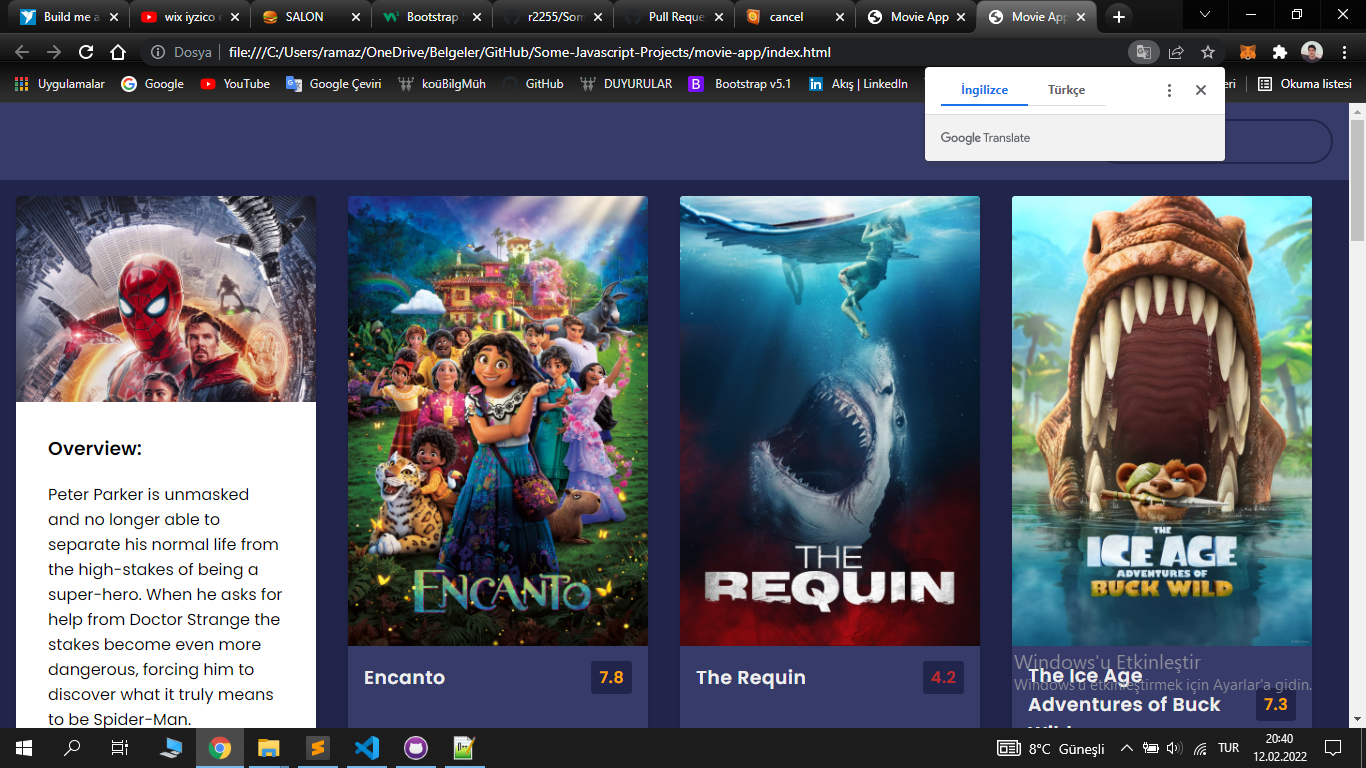 Build me a
wix iyzico e
SALON
Bootstrap
r2255/Som
Pull Reque
cancel
Movie App
Movie App
Dosya
file:///C:/Users/ramaz/OneDrive/Belgeler/GitHub/Some-Javascript-Projects/movie-app/index.html
Uygulamalar
Google
YouTube
Google Çeviri
koüBilgMüh
GitHub
DUYURULAR
Bootstrap v5.1
Akış | LinkedIn
eri
Okuma listesi
İngilizce
Türkçe
Google Translate
Overview:
Peter Parker is unmasked
and no longer able to
separate his normal life from
the high-stakes of being a
super-hero. When he asks for
help from Doctor Strange the
stakes become even more
dangerous, forcing him to
discover what it truly means
to be Spider-Man.
ENCANTO
Encanto
7.8
THE
REQUIN
The Requin
4.2
THE
ICE AGE
ADVENTURES OF
BUCK WILD
Windows'u Etkinleştir
Windows'u etkinleştirmek için Ayarlar'a gidin.
The Ice Age
Adventures of Buck
Wild
7.3
8°C Güneşli
TUR
20:40
12.02.2022